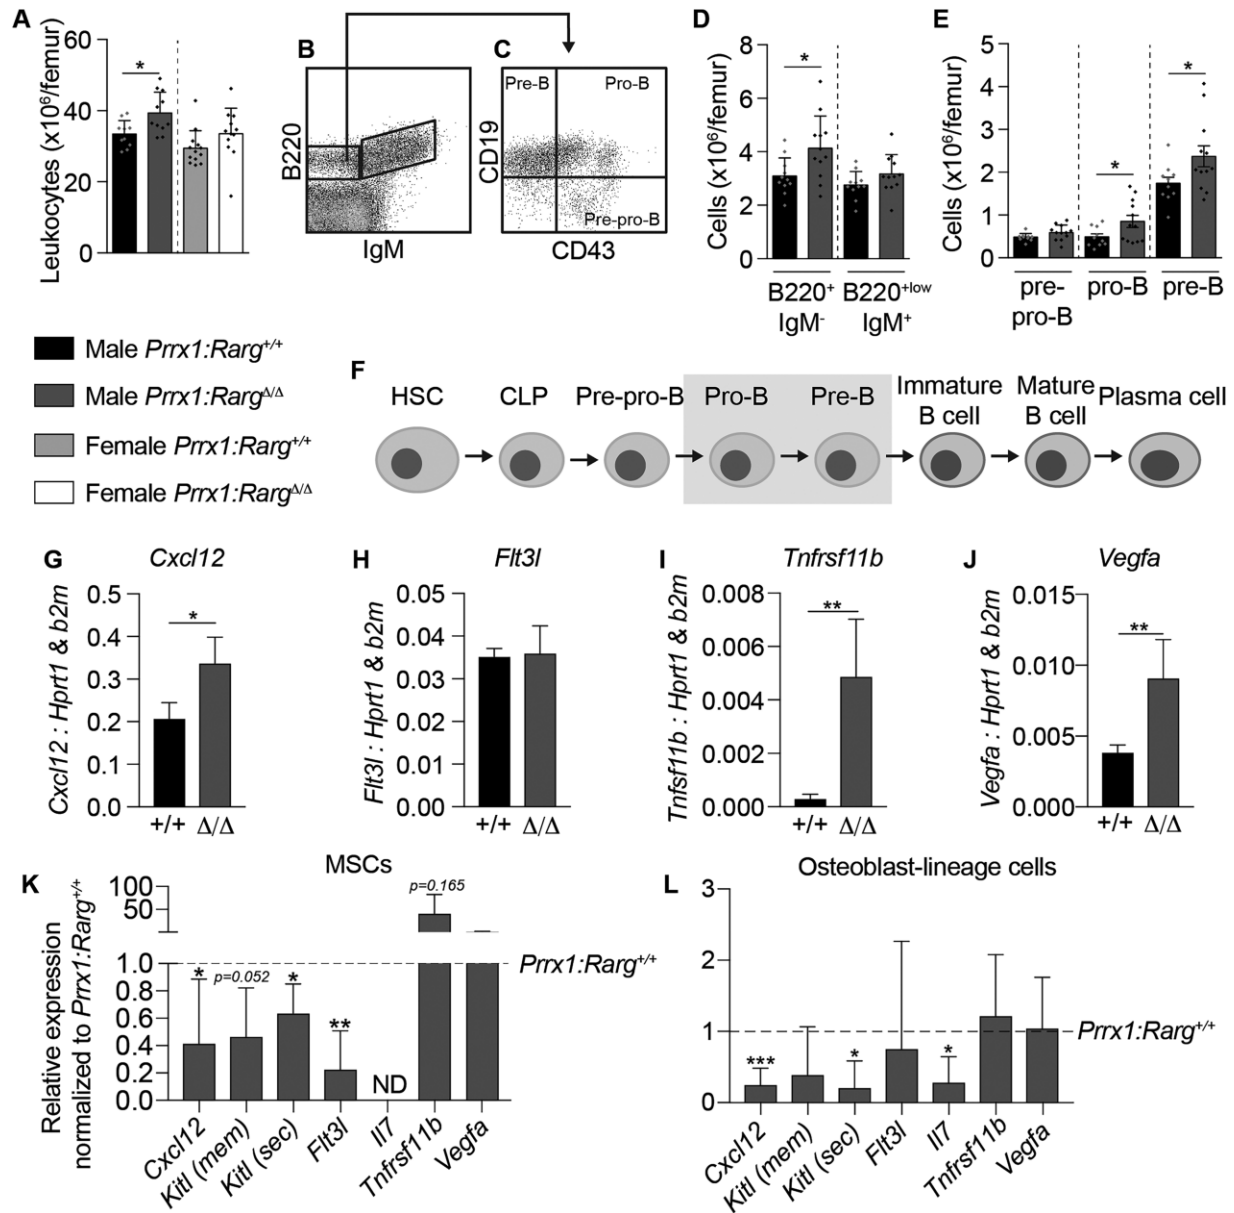 A
Leukocytes (x10⁶/femur)
60
40
20
0
*
B
B220
IgM
C
Pre-B
Pro-B
Pre-pro-B
CD19
CD43
D
Cells (x10⁶/femur)
8
6
4
2
0
*
B220⁺
IgM⁻
B220⁺ˡᵒʷ
IgM⁺
E
Cells (x10⁶/femur)
5
4
3
2
1
0
*
*
pre-
pro-B
pro-B
pre-B
Male Prrx1:Rarg⁺/⁺
Male Prrx1:Rarg^Δ/Δ
Female Prrx1:Rarg⁺/⁺
Female Prrx1:Rarg^Δ/Δ
F
HSC
CLP
Pre-pro-B
Pro-B
Pre-B
Immature
B cell
Mature
B cell
Plasma cell
G
Cxcl12
Cxcl12 : Hprt1 & b2m
0.5
0.4
0.3
0.2
0.1
0.0
*
+/+ Δ/Δ
H
Flt3l
Flt3l : Hprt1 & b2m
0.05
0.04
0.03
0.02
0.01
0.00
+/+ Δ/Δ
I
Tnfrsf11b
Tnfsf11b : Hprt1 & b2m
0.008
0.006
0.004
0.002
0.000
**
+/+ Δ/Δ
J
Vegfa
Vegfa : Hprt1 & b2m
0.015
0.010
0.005
0.000
**
+/+ Δ/Δ
K
MSCs
Relative expression
normalized to Prrx1:Rarg⁺/⁺
100
50
1.0
0.8
0.6
0.4
0.2
0.0
*
p=0.052
*
**
ND
p=0.165
Prrx1:Rarg⁺/⁺
Cxcl12
Kitl (mem)
Kitl (sec)
Flt3l
Il7
Tnfrsf11b
Vegfa
L
Osteoblast-lineage cells
3
2
1
0
***
*
*
Prrx1:Rarg⁺/⁺
Cxcl12
Kitl (mem)
Kitl (sec)
Flt3l
Il7
Tnfrsf11b
Vegfa